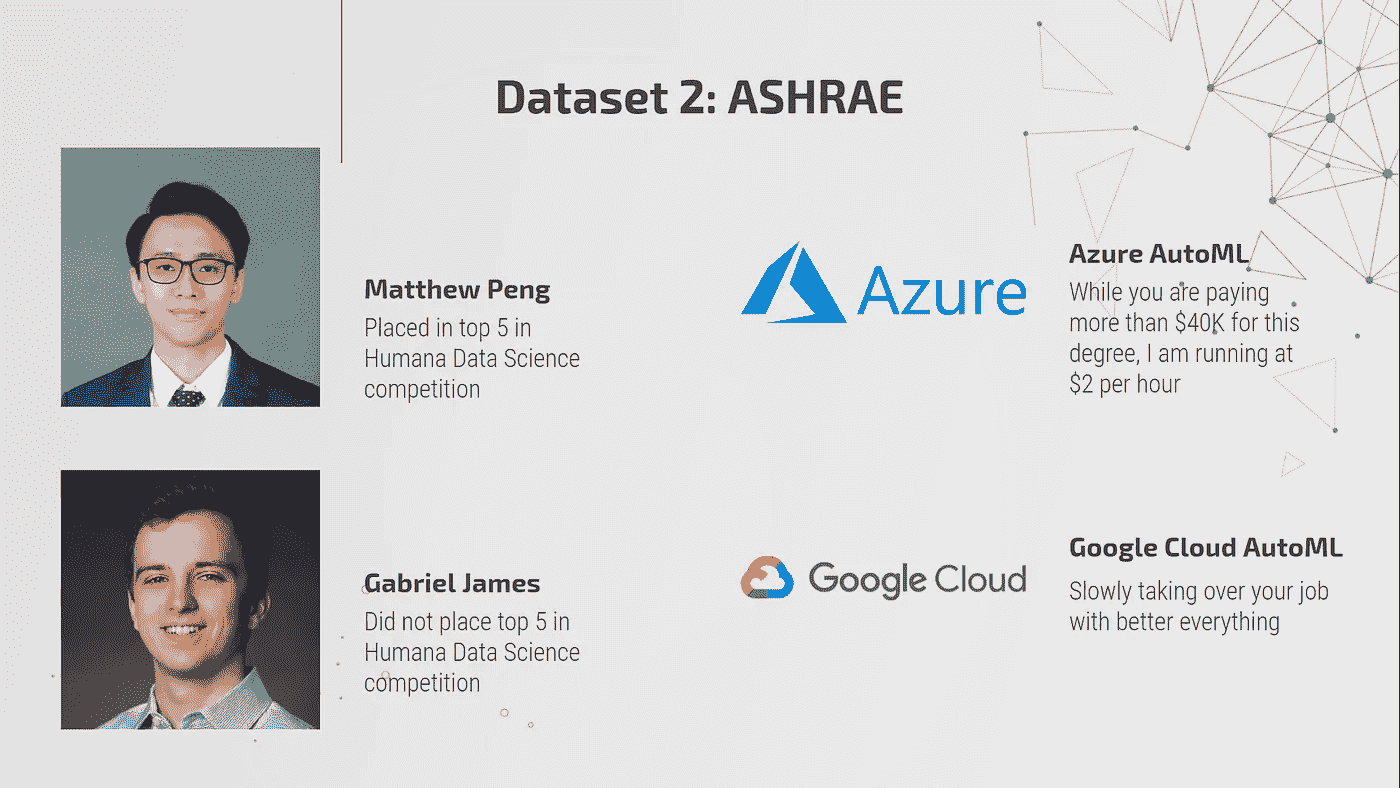 Dataset 2: ASHRAE
Matthew Peng
Placed in top 5 in
Humana Data Science
competition
Azure
Azure AutoML
While you are paying
more than $40K for this
degree, I am running at
$2 per hour
Gabriel James
Did not place top 5 in
Humana Data Science
competition
Google Cloud
Google Cloud AutoML
Slowly taking over your job
with better everything